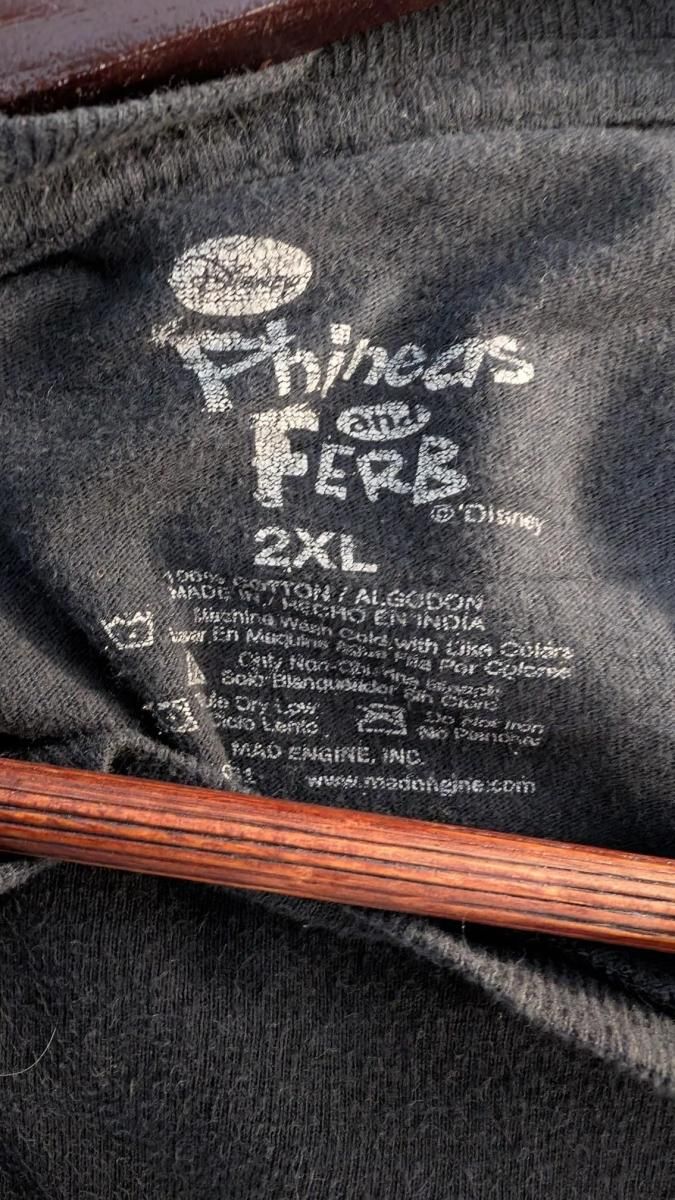 Disney
Phineas
and
FERB
©Disney
2XL
100% COTTON / ALGODON
MADE IN / HECHO EN INDIA
Machine Wash Cold with Like Colors
Lavar En Maquina Agua Fria Por Colores
Only Non-Chlorine Bleach
Solo Blanqueador Sin Cloro
Dry Low
Ciclo Lento
Do Not Iron
No Planchar
MAD ENGINE, INC.
www.madengine.com